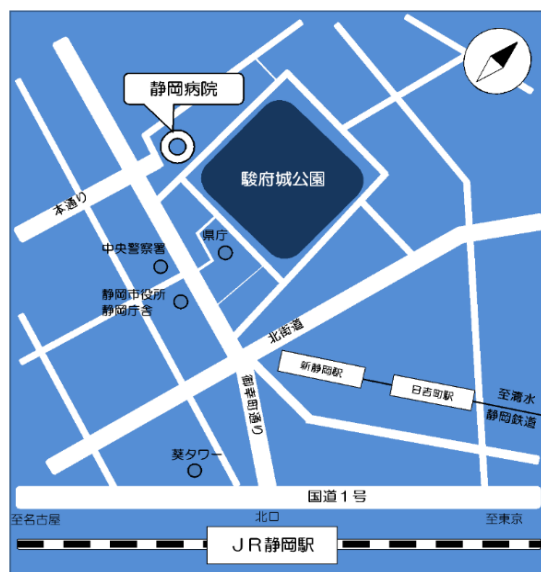 静岡病院
駿府城公園
本通り
県庁
中央警察署
静岡市役所
静岡庁舎
北街道
御幸町通り
新静岡駅
日吉町駅
至清水
静岡鉄道
葵タワー
国道1号
至名古屋
北口
至東京
JR静岡駅